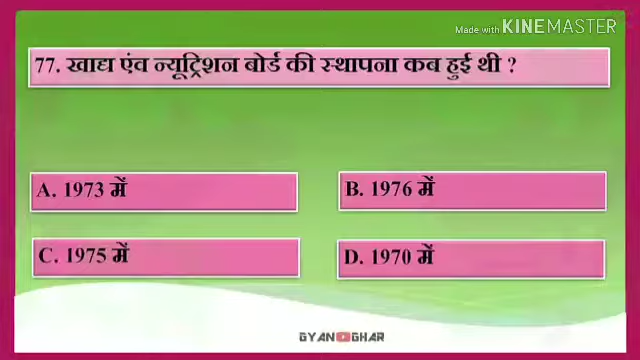 Made with KINEMASTER
77. खाद्य एंव न्यूट्रिशन बोर्ड की स्थापना कब हुई थी ?
A. 1973 में
B. 1976 में
C. 1975 में
D. 1970 में
GYAN GHAR